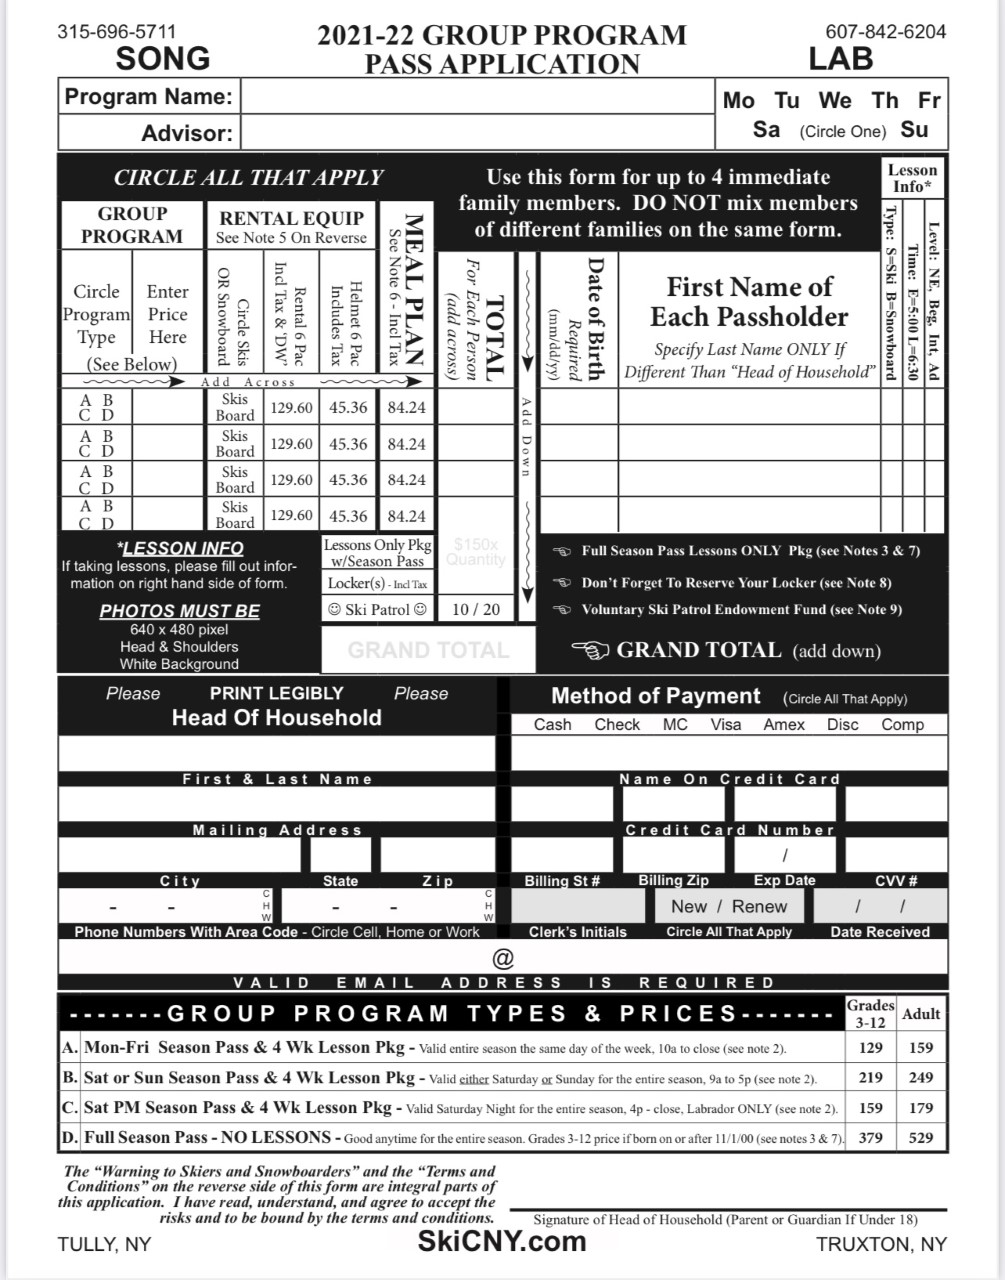 315-696-5711
SONG
2021-22 GROUP PROGRAM
PASS APPLICATION
607-842-6204
LAB
Program Name:
Advisor:
Mo Tu We Th Fr
Sa (Circle One) Su
CIRCLE ALL THAT APPLY
Use this form for up to 4 immediate
family members. DO NOT mix members
of different families on the same form.
Lesson
Info*
GROUP
PROGRAM
RENTAL EQUIP
See Note 5 On Reverse
MEAL PLAN
See Note 6 - Incl Tax
Circle
Program
Type
Enter
Price
Here
(See Below)
Circle Skis
OR Snowboard
Rental 6 Pac
Incl Tax & 'DW'
Helmet 6 Pac
Includes Tax
TOTAL
For Each Person
(add across)
Date of Birth
Required
(mm/dd/yy)
First Name of
Each Passholder
Specify Last Name ONLY If
Different Than “Head of Household”
Type: S=Ski B=Snowboard
Time: E=5:00 L=6:30
Level: NE, Beg, Int, Ad
Add Across
Add Down
A B
C D
Skis
Board
129.60 45.36 84.24
A B
C D
Skis
Board
129.60 45.36 84.24
A B
C D
Skis
Board
129.60 45.36 84.24
A B
C D
Skis
Board
129.60 45.36 84.24
*LESSON INFO
If taking lessons, please fill out infor-
mation on right hand side of form.
PHOTOS MUST BE
640 x 480 pixel
Head & Shoulders
White Background
Lessons Only Pkg
w/Season Pass
$150x
Quantity
Locker(s) - Incl Tax
☺ Ski Patrol ☺
10 / 20
GRAND TOTAL
☜ Full Season Pass Lessons ONLY Pkg (see Notes 3 & 7)
☜ Don’t Forget To Reserve Your Locker (see Note 8)
☜ Voluntary Ski Patrol Endowment Fund (see Note 9)
☜ GRAND TOTAL (add down)
Please PRINT LEGIBLY Please
Head Of Household
Method of Payment (Circle All That Apply)
Cash Check MC Visa Amex Disc Comp
First & Last Name
Name On Credit Card
Mailing Address
Credit Card Number
/
City State Zip
Billing St # Billing Zip Exp Date CVV #
- - C H W - - C H W
New / Renew
/ /
Phone Numbers With Area Code - Circle Cell, Home or Work
Clerk’s Initials Circle All That Apply Date Received
@
VALID EMAIL ADDRESS IS REQUIRED
-------GROUP PROGRAM TYPES & PRICES-------
Grades
3-12
Adult
A. Mon-Fri Season Pass & 4 Wk Lesson Pkg - Valid entire season the same day of the week, 10a to close (see note 2). 129 159
B. Sat or Sun Season Pass & 4 Wk Lesson Pkg - Valid either Saturday or Sunday for the entire season, 9a to 5p (see note 2). 219 249
C. Sat PM Season Pass & 4 Wk Lesson Pkg - Valid Saturday Night for the entire season, 4p - close, Labrador ONLY (see note 2). 159 179
D. Full Season Pass - NO LESSONS - Good anytime for the entire season. Grades 3-12 price if born on or after 11/1/00 (see notes 3 & 7). 379 529
The “Warning to Skiers and Snowboarders” and the “Terms and
Conditions” on the reverse side of this form are integral parts of
this application. I have read, understand, and agree to accept the
risks and to be bound by the terms and conditions.
Signature of Head of Household (Parent or Guardian If Under 18)
TULLY, NY
SkiCNY.com
TRUXTON, NY